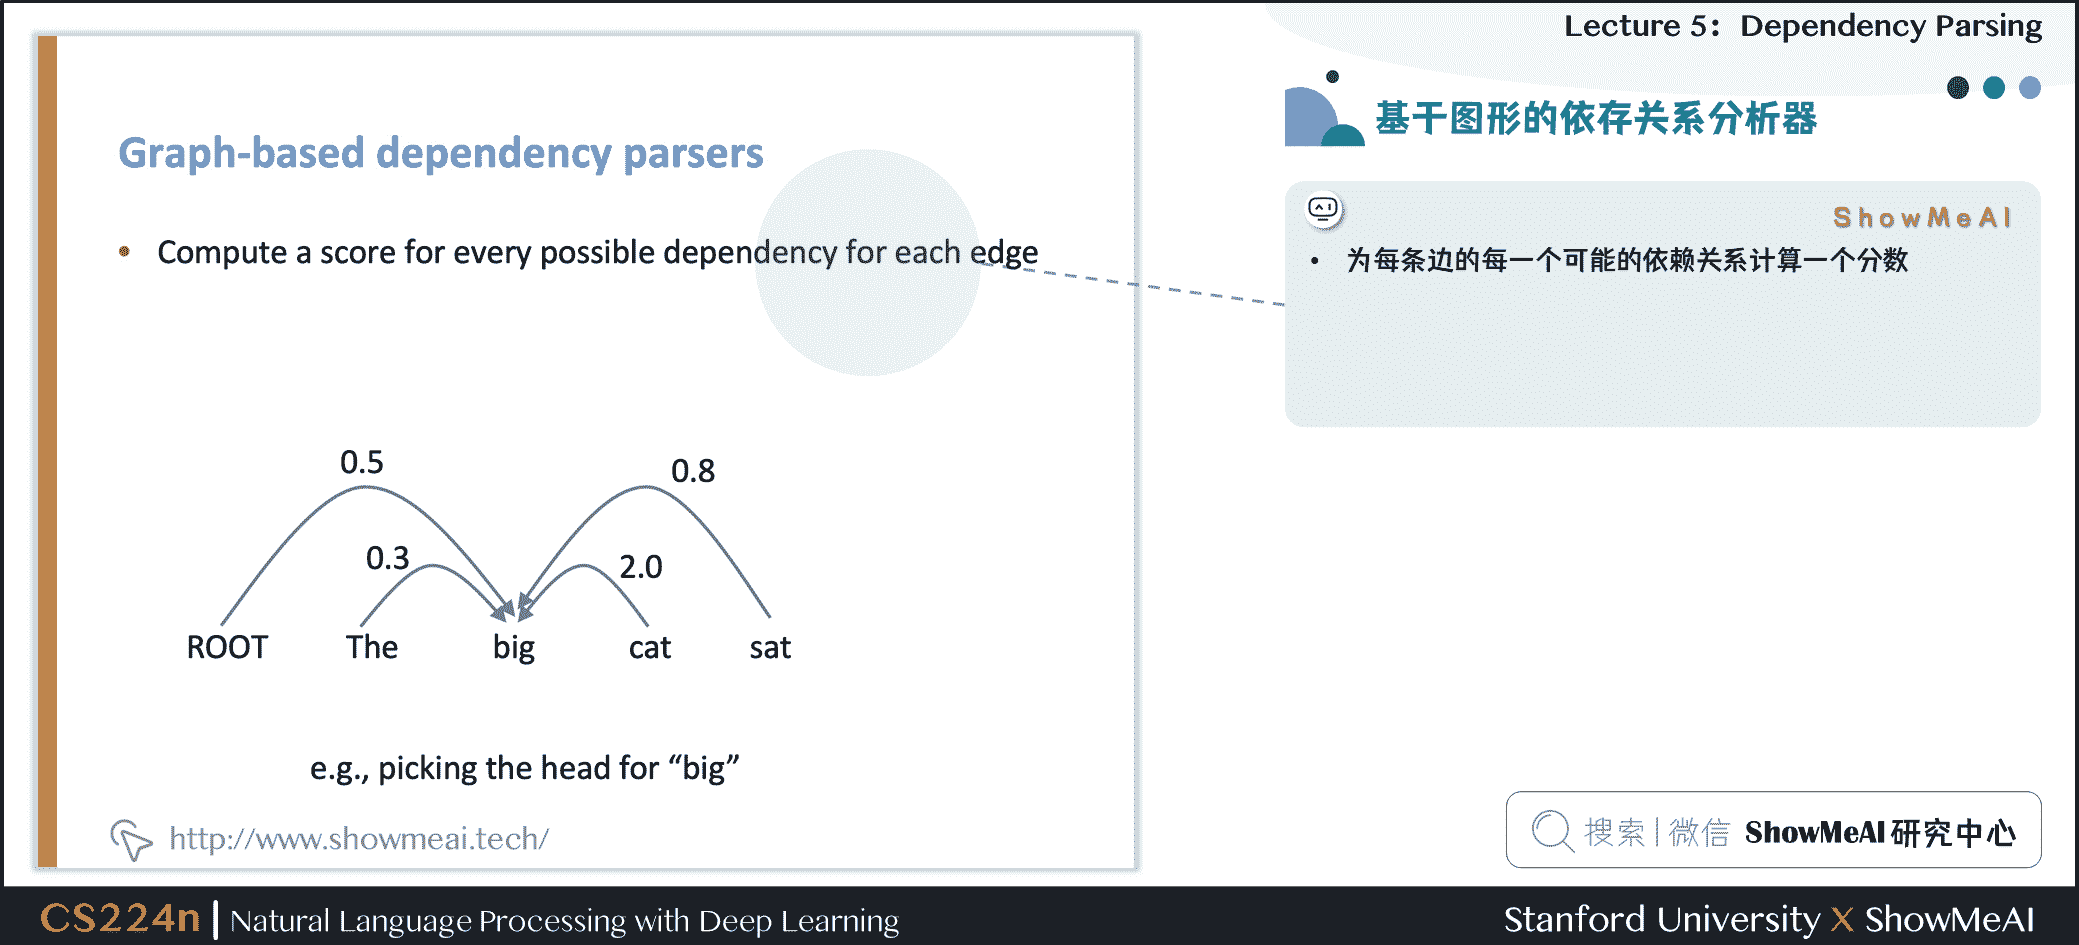 Lecture 5: Dependency Parsing
Graph-based dependency parsers
• Compute a score for every possible dependency for each edge
0.5
0.8
0.3
2.0
ROOT The big cat sat
e.g., picking the head for “big”
http://www.showmeai.tech/
基于图形的依存关系分析器
ShowMeAI
• 为每条边的每一个可能的依赖关系计算一个分数
搜索 | 微信 ShowMeAI 研究中心
CS224n | Natural Language Processing with Deep Learning
Stanford University X ShowMeAI